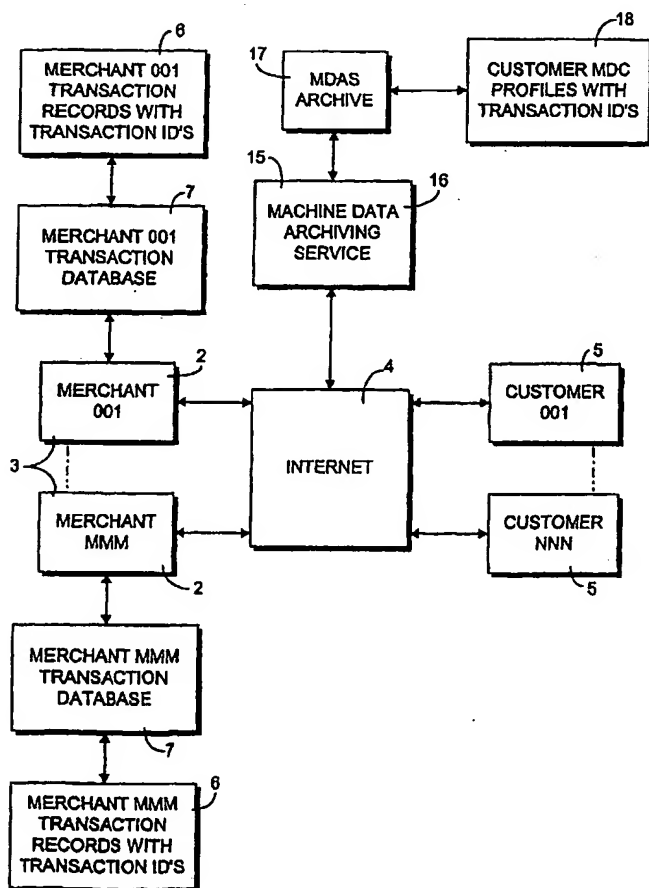 6
MERCHANT 001
TRANSACTION
RECORDS WITH
TRANSACTION ID'S
17
MDAS
ARCHIVE
18
CUSTOMER MDC
PROFILES WITH
TRANSACTION ID'S
7
MERCHANT 001
TRANSACTION
DATABASE
15
16
MACHINE DATA
ARCHIVING
SERVICE
2
MERCHANT
001
4
INTERNET
5
CUSTOMER
001
3
MERCHANT
MMM
2
CUSTOMER
NNN
5
MERCHANT MMM
TRANSACTION
DATABASE
7
6
MERCHANT MMM
TRANSACTION
RECORDS WITH
TRANSACTION ID'S